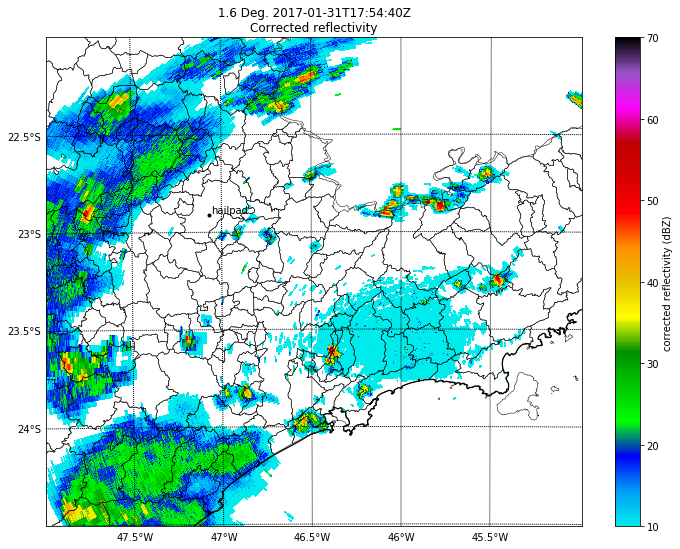 1.6 Deg. 2017-01-31T17:54:40Z
Corrected reflectivity
22.5°S
23°S
23.5°S
24°S
47.5°W
47°W
46.5°W
46°W
45.5°W
hailpad
70
60
50
40
30
20
10
corrected reflectivity (dBZ)